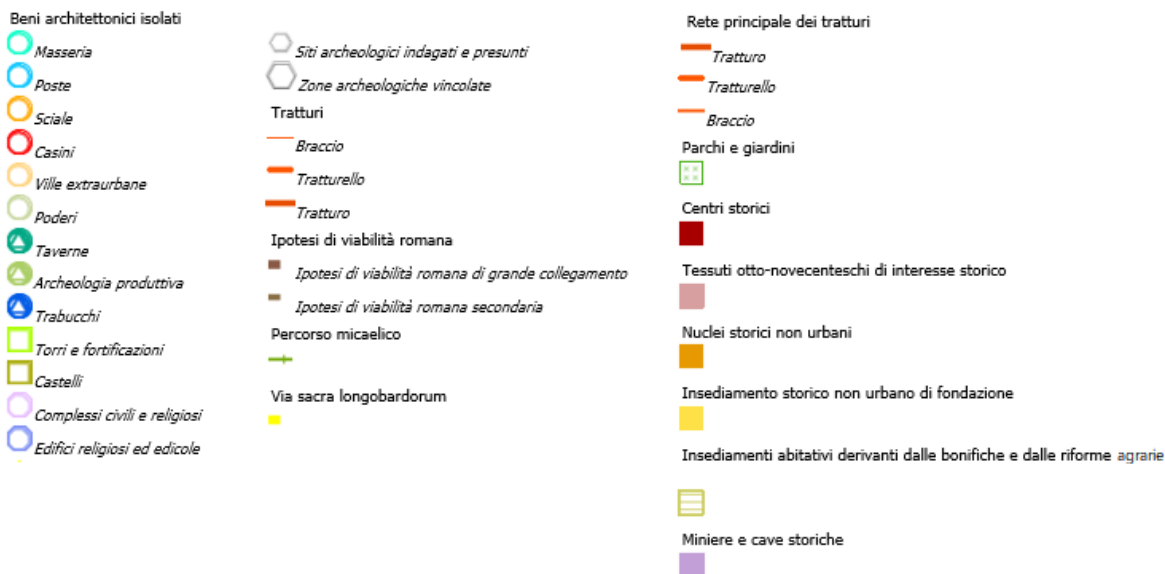 Beni architettonici isolati
Masseria
Poste
Sciale
Casini
Ville extraurbane
Poderi
Taverne
Archeologia produttiva
Trabucchi
Torri e fortificazioni
Castelli
Complessi civili e religiosi
Edifici religiosi ed edicole
Siti archeologici indagati e presunti
Zone archeologiche vincolate
Tratturi
Braccio
Tratturello
Tratturo
Ipotesi di viabilità romana
Ipotesi di viabilità romana di grande collegamento
Ipotesi di viabilità romana secondaria
Percorso micaelico
Via sacra longobardorum
Rete principale dei tratturi
Tratturo
Tratturello
Braccio
Parchi e giardini
Centri storici
Tessuti otto-novecenteschi di interesse storico
Nuclei storici non urbani
Insediamento storico non urbano di fondazione
Insediamenti abitativi derivanti dalle bonifiche e dalle riforme agrarie
Miniere e cave storiche